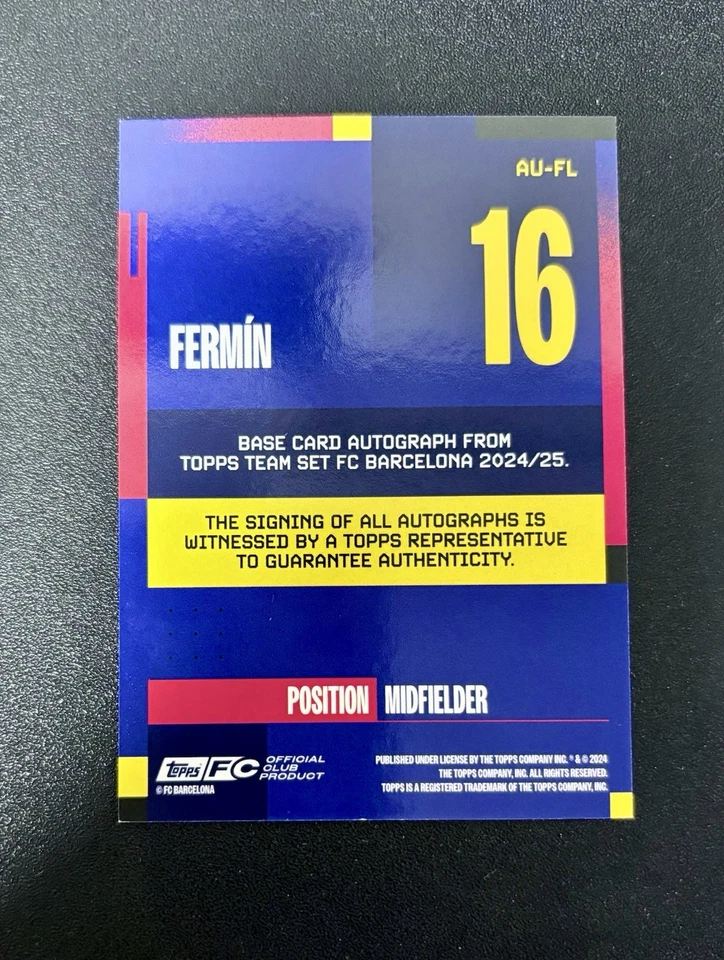 AU-FL
16
FERMÍN
BASE CARD AUTOGRAPH FROM
TOPPS TEAM SET FC BARCELONA 2024/25.
THE SIGNING OF ALL AUTOGRAPHS IS
WITNESSED BY A TOPPS REPRESENTATIVE
TO GUARANTEE AUTHENTICITY.
POSITION MIDFIELDER
topps FC
OFFICIAL
CLUB
PRODUCT
© FC BARCELONA
PUBLISHED UNDER LICENSE BY THE TOPPS COMPANY INC. ® & © 2024
THE TOPPS COMPANY, INC. ALL RIGHTS RESERVED.
TOPPS IS A REGISTERED TRADEMARK OF THE TOPPS COMPANY, INC.